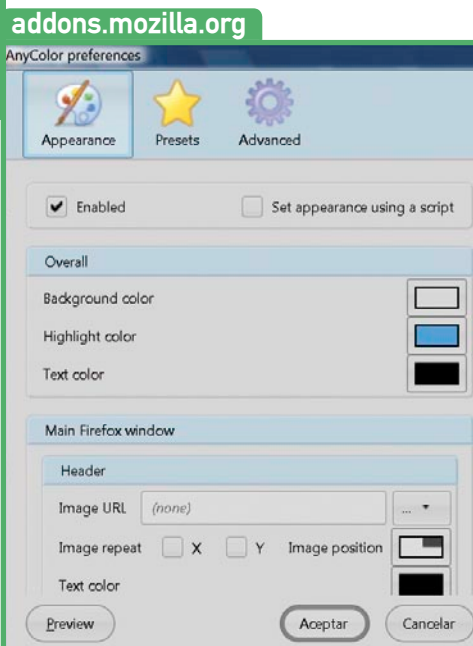 addons.mozilla.org
AnyColor preferences
Appearance Presets Advanced
Enabled Set appearance using a script
Overall
Background color
Highlight color
Text color
Main Firefox window
Header
Image URL (none) ...
Image repeat X Y Image position
Text color
Preview Aceptar Cancelar